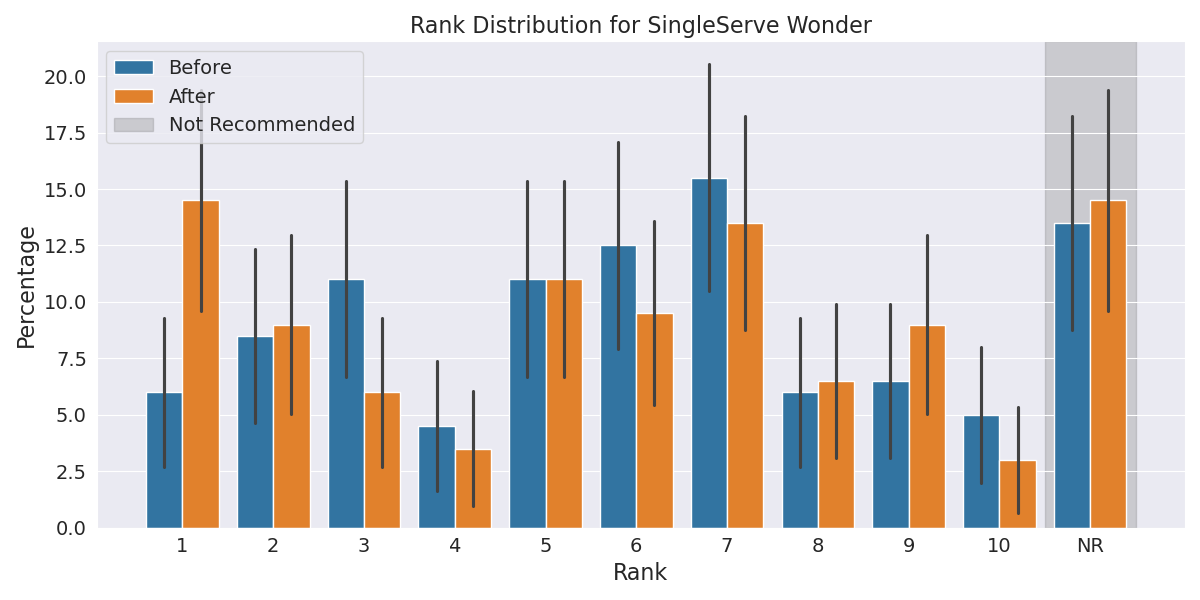 Rank Distribution for SingleServe Wonder
Before
After
Not Recommended
Percentage
20.0
17.5
15.0
12.5
10.0
7.5
5.0
2.5
0.0
1 2 3 4 5 6 7 8 9 10 NR
Rank